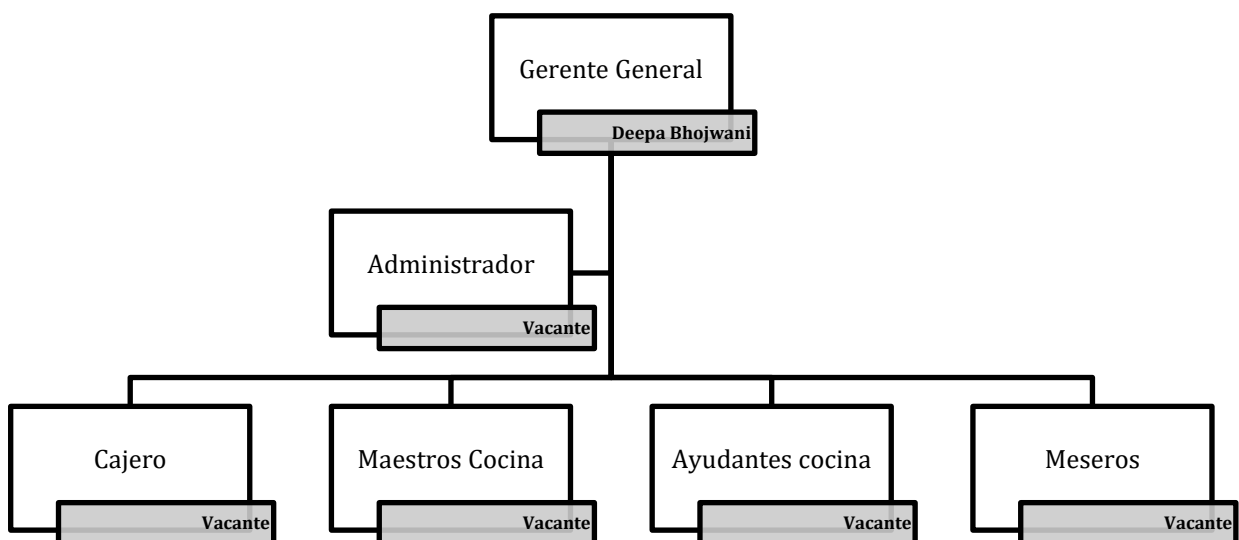 Gerente General
Deepa Bhojwani
Administrador
Vacante
Cajero
Vacante
Maestros Cocina
Vacante
Ayudantes cocina
Vacante
Meseros
Vacante